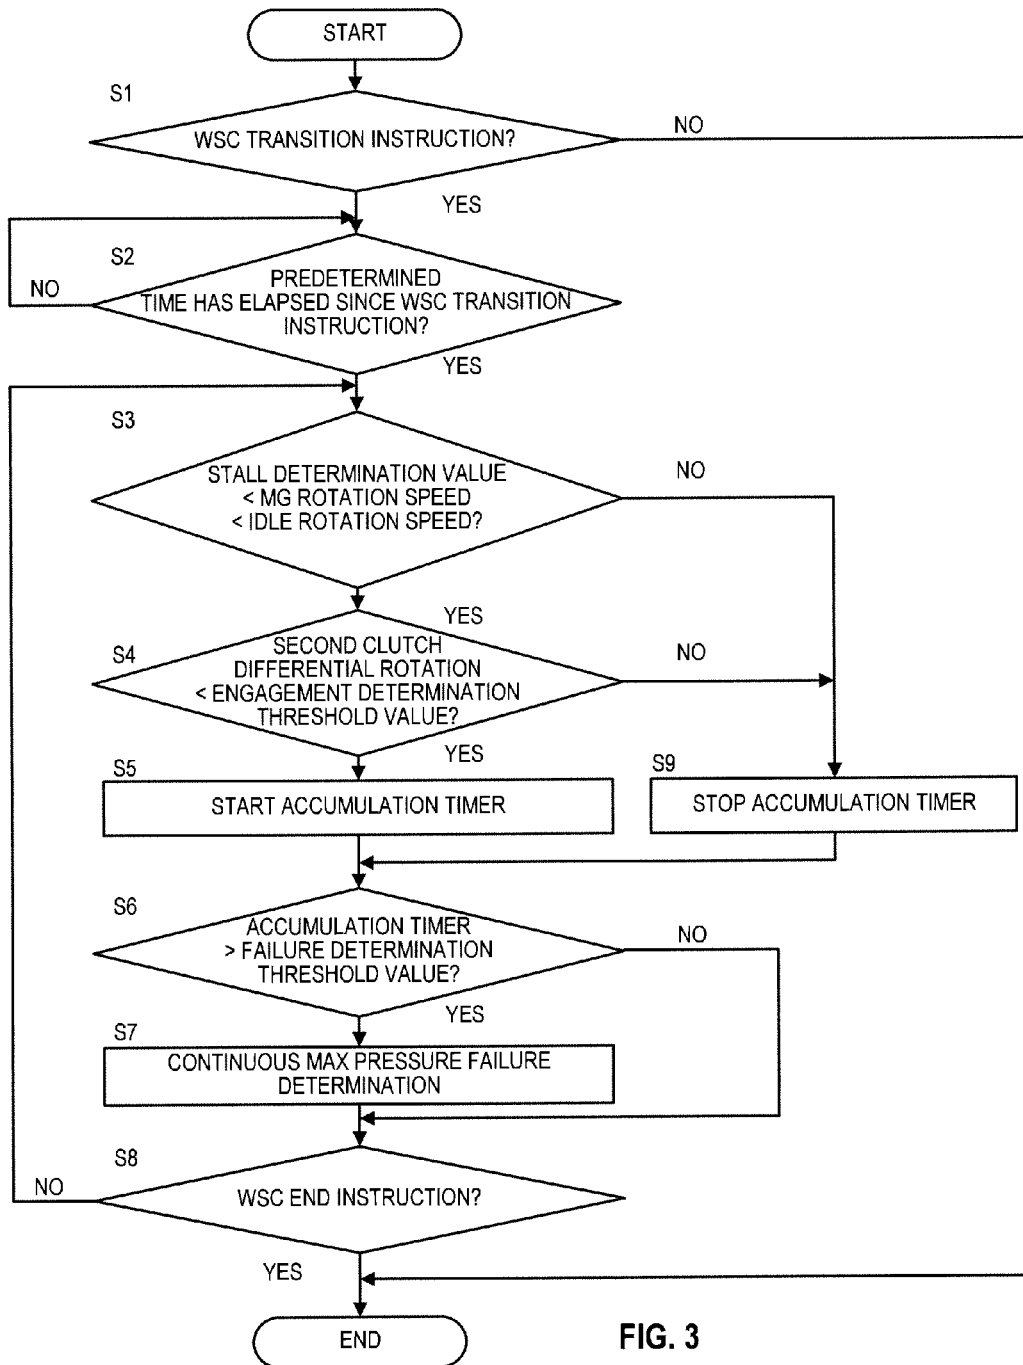 START
S1
WSC TRANSITION INSTRUCTION?
NO
YES
S2
PREDETERMINED
TIME HAS ELAPSED SINCE WSC TRANSITION
INSTRUCTION?
NO
YES
S3
STALL DETERMINATION VALUE
< MG ROTATION SPEED
< IDLE ROTATION SPEED?
NO
YES
S4
SECOND CLUTCH
DIFFERENTIAL ROTATION
< ENGAGEMENT DETERMINATION
THRESHOLD VALUE?
NO
YES
S5
START ACCUMULATION TIMER
S9
STOP ACCUMULATION TIMER
S6
ACCUMULATION TIMER
> FAILURE DETERMINATION
THRESHOLD VALUE?
NO
YES
S7
CONTINUOUS MAX PRESSURE FAILURE
DETERMINATION
S8
WSC END INSTRUCTION?
NO
YES
END
FIG. 3